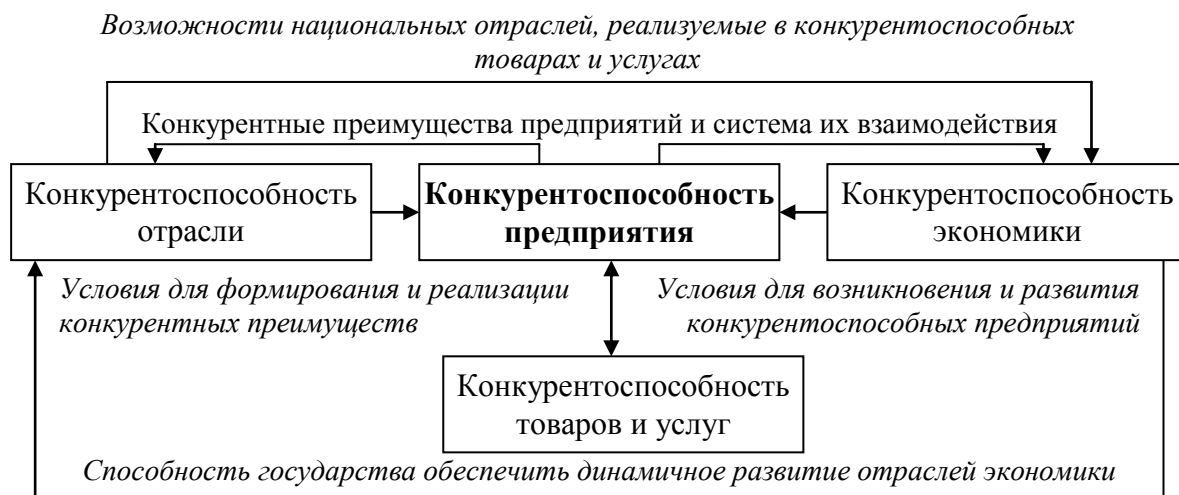 Возможности национальных отраслей, реализуемые в конкурентоспособных
товарах и услугах
Конкурентные преимущества предприятий и система их взаимодействия
Конкурентоспособность
отрасли
Конкурентоспособность
предприятия
Конкурентоспособность
экономики
Условия для формирования и реализации
конкурентных преимуществ
Условия для возникновения и развития
конкурентоспособных предприятий
Конкурентоспособность
товаров и услуг
Способность государства обеспечить динамичное развитие отраслей экономики